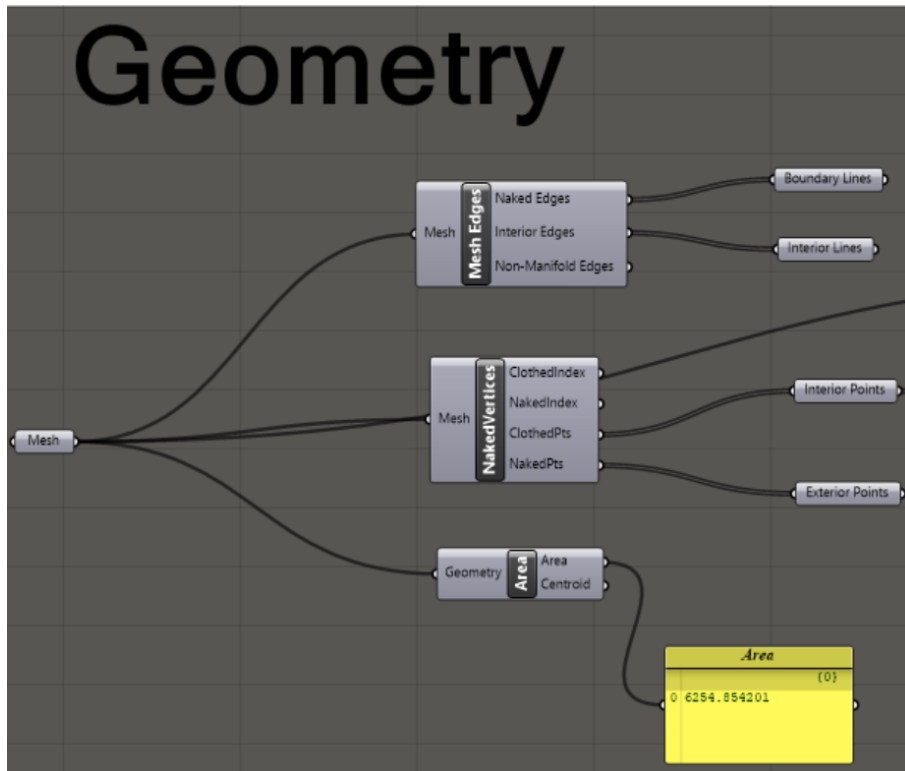 Geometry
Mesh
Mesh
Mesh Edges
Naked Edges
Interior Edges
Non-Manifold Edges
Boundary Lines
Interior Lines
Mesh
NakedVertices
ClothedIndex
NakedIndex
ClothedPts
NakedPts
Interior Points
Exterior Points
Geometry
Area
Area
Centroid
Area
{0}
0 6254.854201